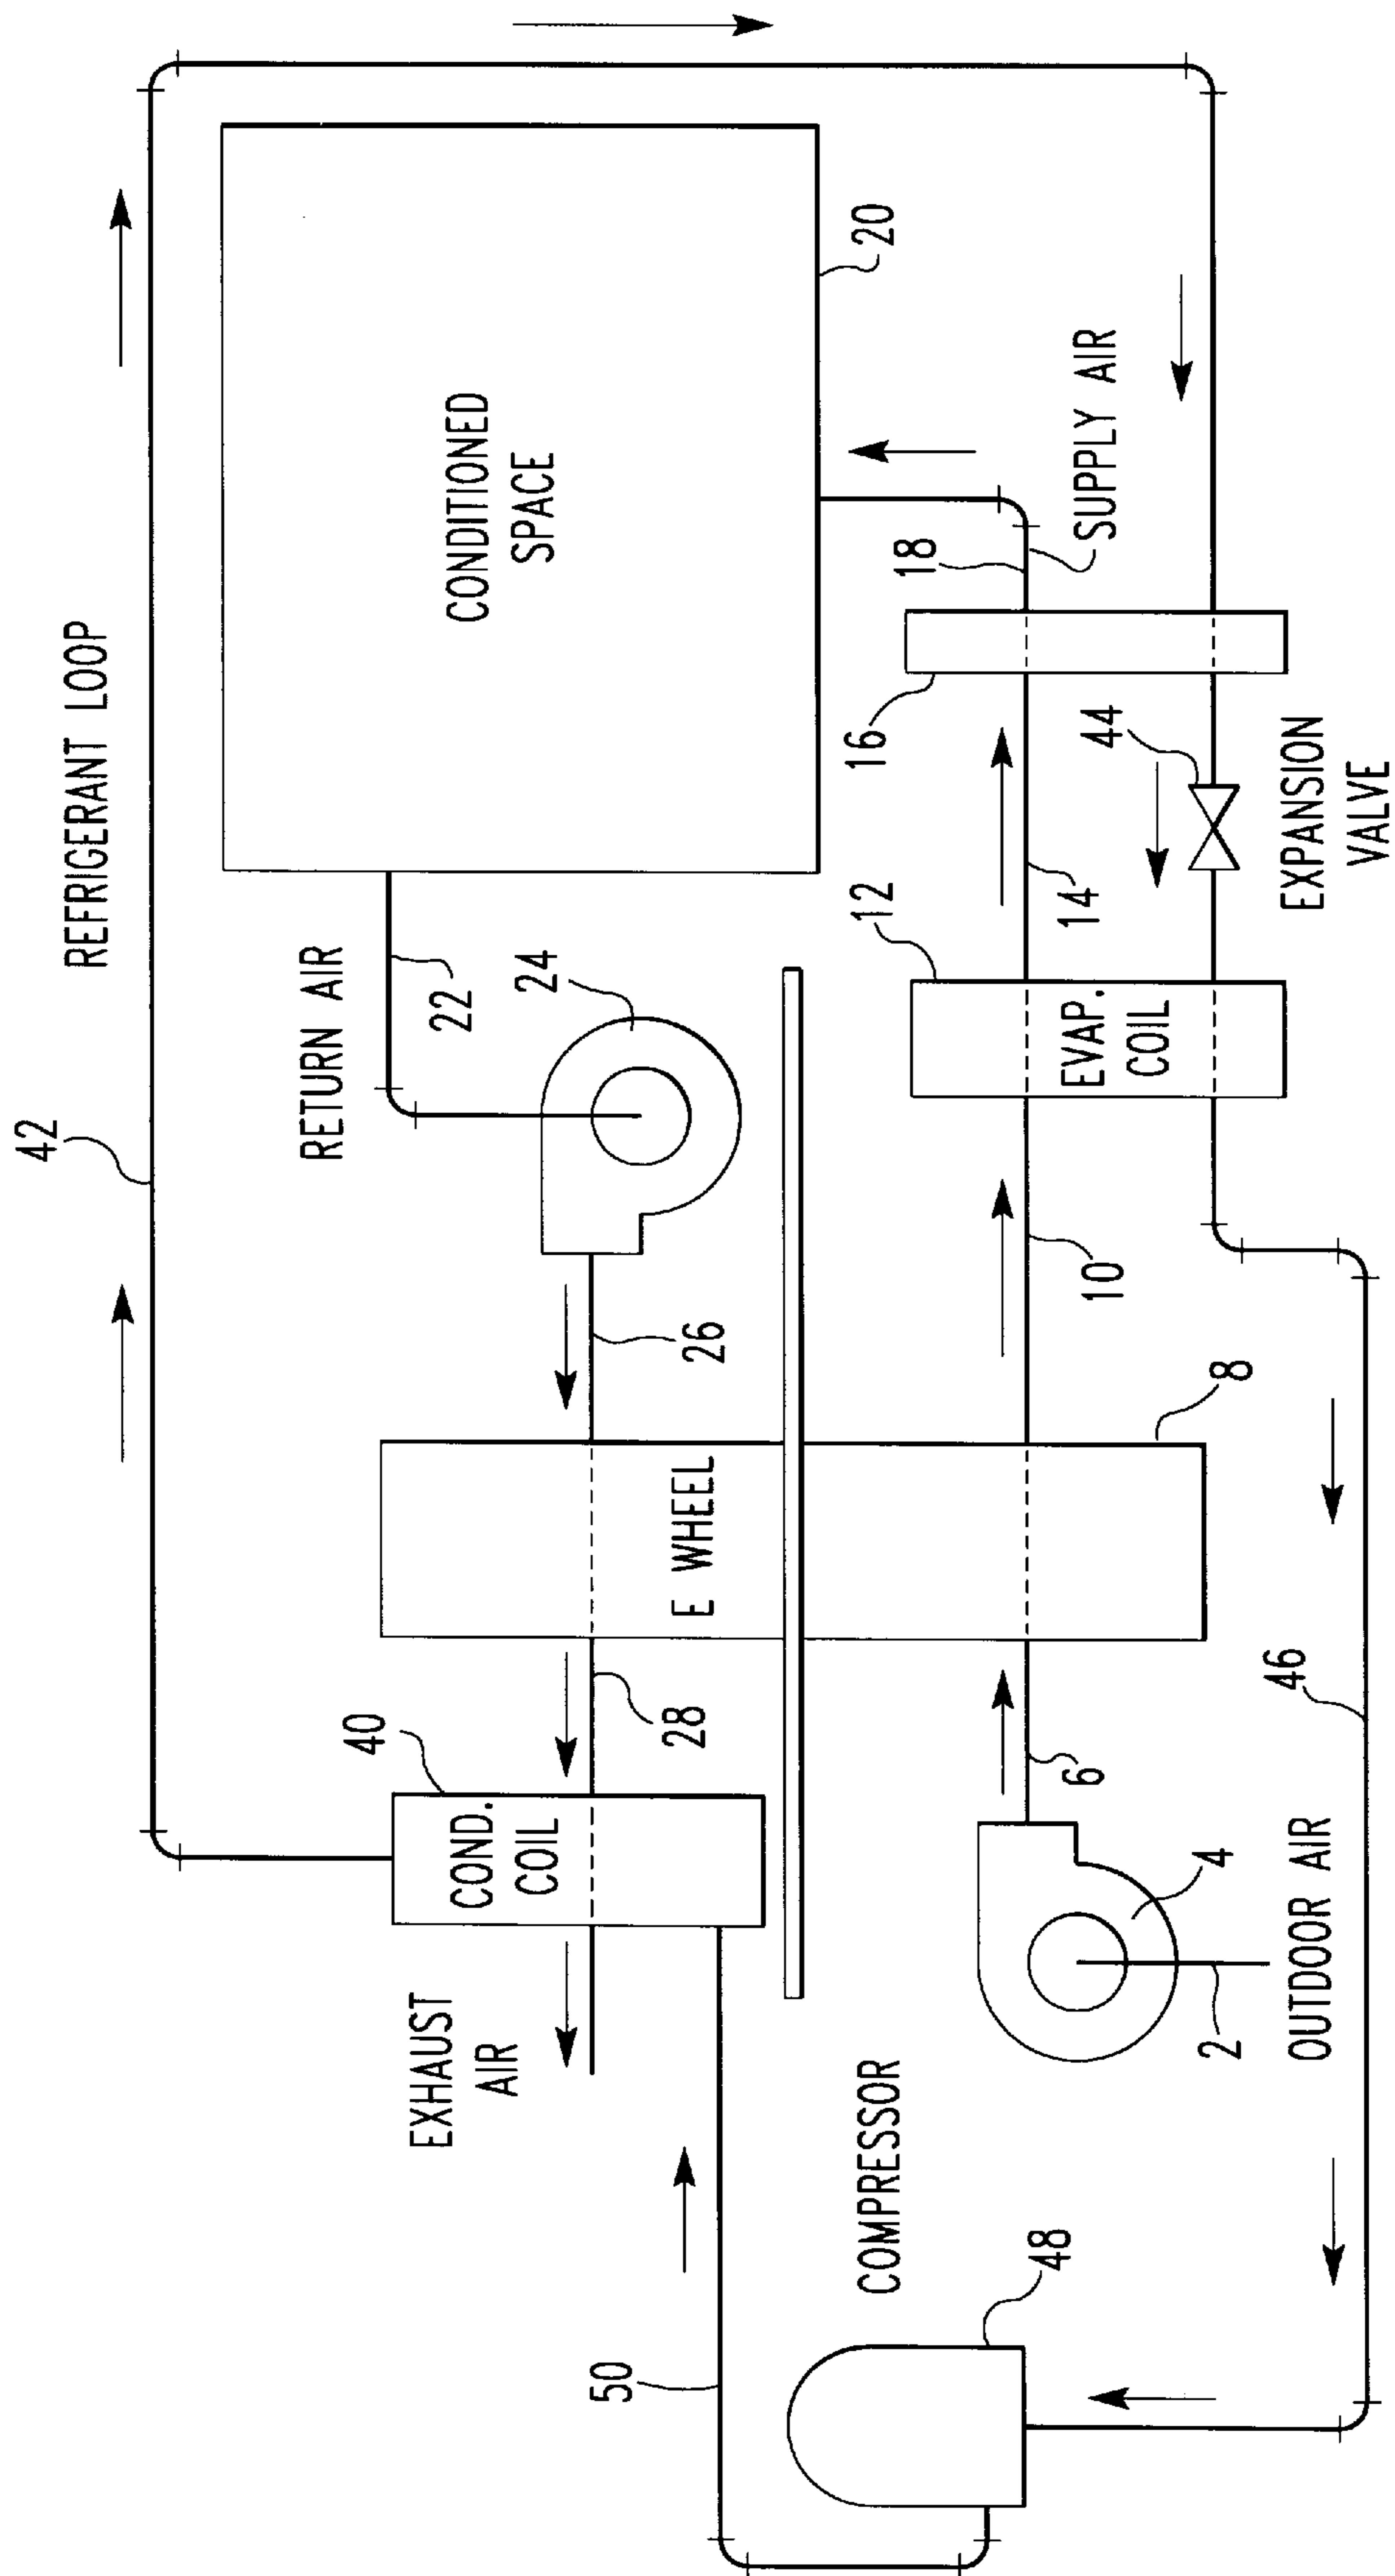 42
REFRIGERANT LOOP
CONDITIONED
SPACE
20
RETURN AIR
22
24
26
E WHEEL
28
40
COND.
COIL
EXHAUST
AIR
50
COMPRESSOR
48
OUTDOOR AIR
2
4
6
8
10
EVAP.
COIL
12
14
16
18
SUPPLY AIR
44
EXPANSION
VALVE
46